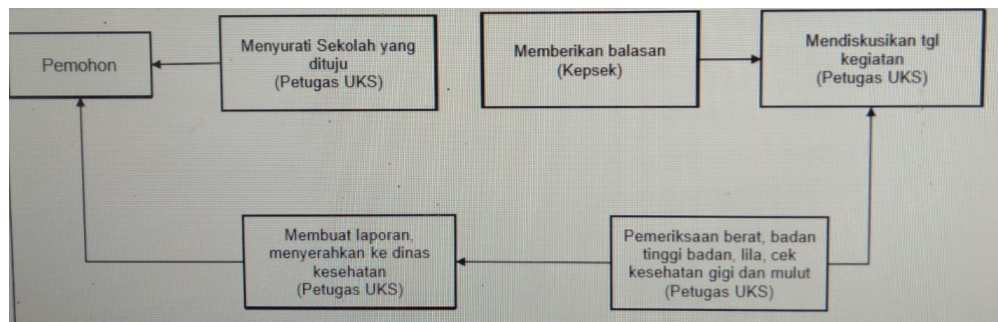 Pemohon
Menyurati Sekolah yang
dituju
(Petugas UKS)
Memberikan balasan
(Kepsek)
Mendiskusikan tgl
kegiatan
(Petugas UKS)
Membuat laporan,
menyerahkan ke dinas
kesehatan
(Petugas UKS)
Pemeriksaan berat, badan
tinggi badan, lila, cek
kesehatan gigi dan mulut
(Petugas UKS)